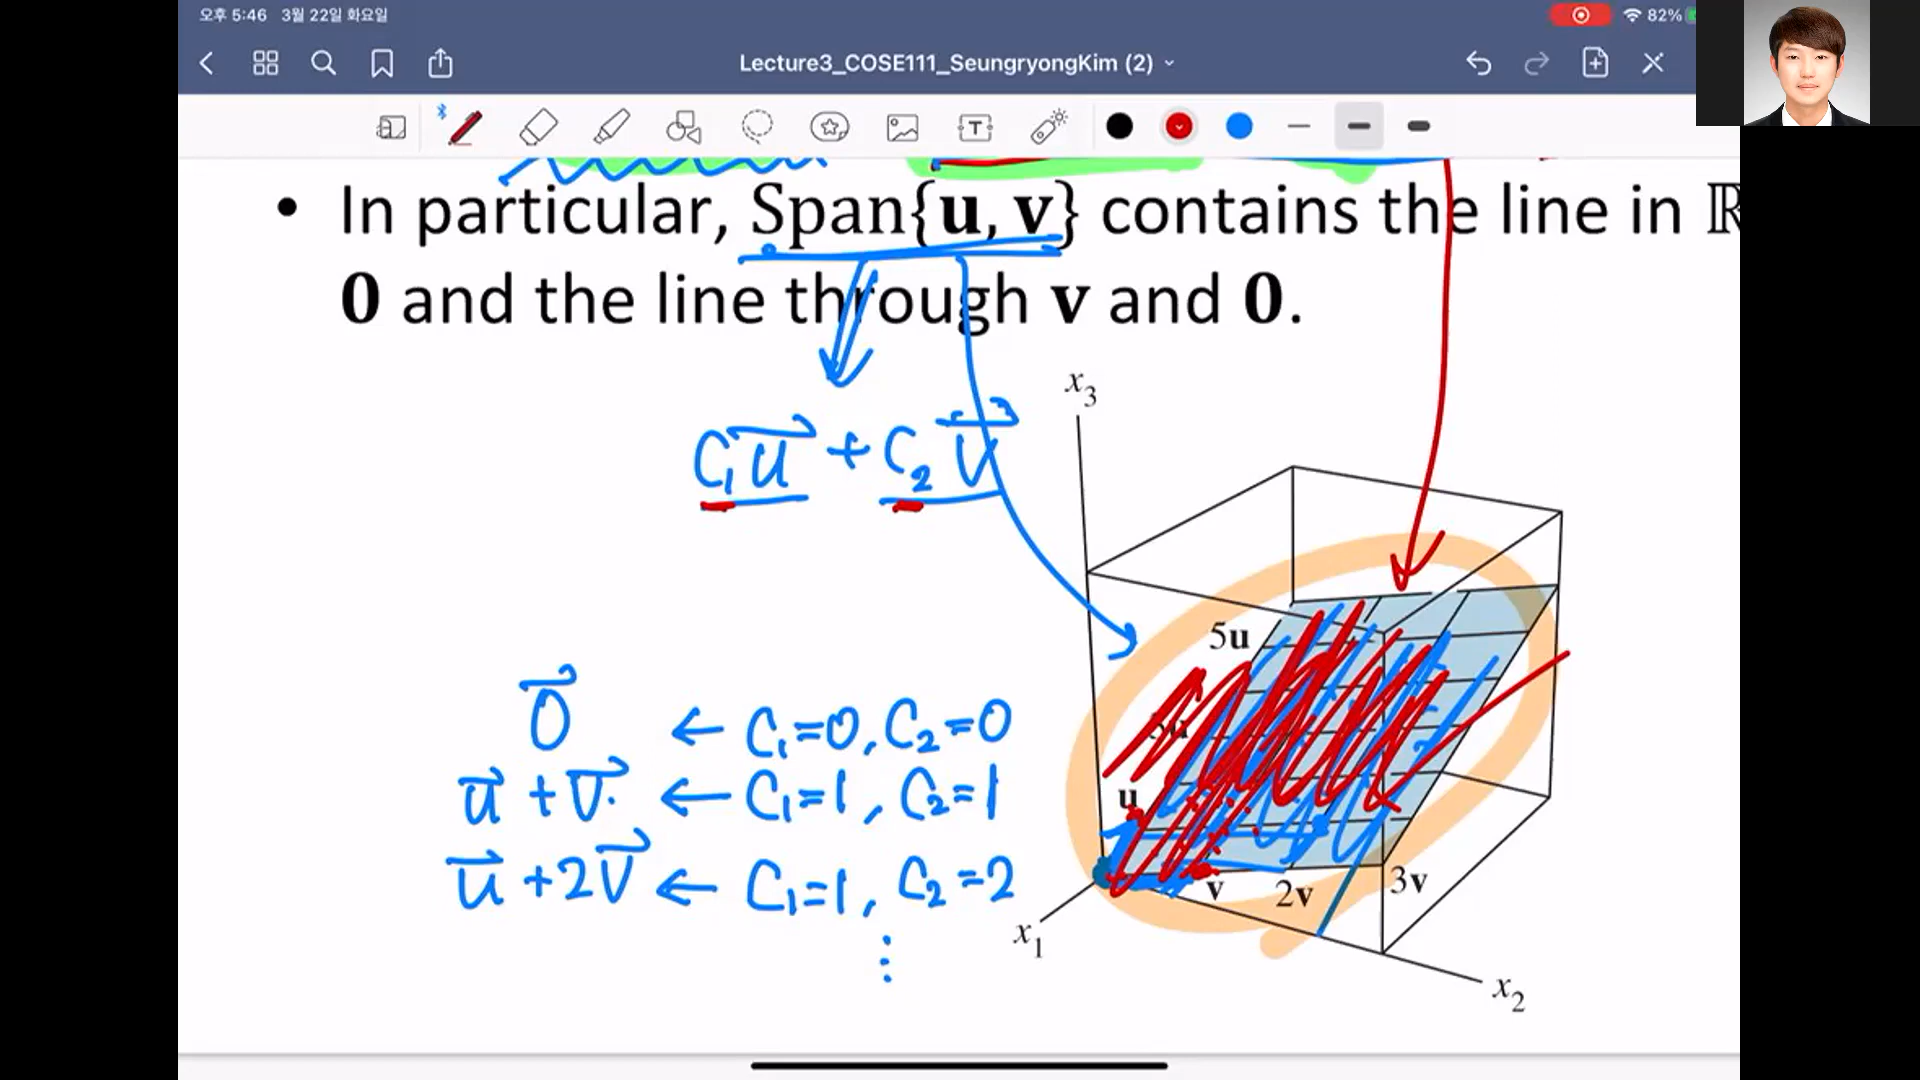 오후 5:46 3월 22일 화요일
82%
Lecture3_COSE111_SeungryongKim (2)
• In particular, Span{u, v} contains the line in ℝ
0 and the line through v and 0.
C₁u⃗ + C₂v⃗
x₃
5u
3u
u
v 2v 3v
x₁
x₂
0⃗ ← C₁=0, C₂=0
u⃗ + v⃗. ← C₁=1, C₂=1
u⃗ + 2v⃗ ← C₁=1, C₂=2
⋮